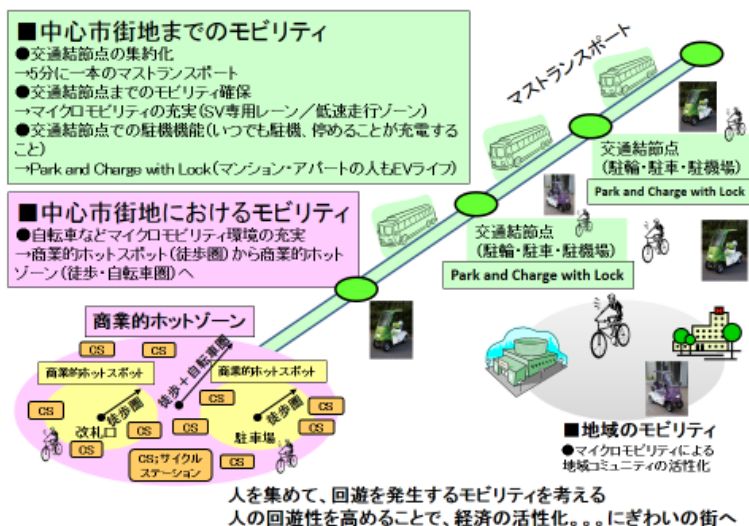 ■中心市街地までのモビリティ
●交通結節点の集約化
→5分に一本のマストランスポート
●交通結節点までのモビリティ確保
→マイクロモビリティの充実(SV専用レーン／低速走行ゾーン)
●交通結節点での駐機機能(いつでも駐機、停めることが充電する
こと)
→Park and Charge with Lock(マンション・アパートの人もEVライフ)
■中心市街地におけるモビリティ
●自転車などマイクロモビリティ環境の充実
→商業的ホットスポット(徒歩圏)から商業的ホット
ゾーン(徒歩・自転車圏)へ
マストランスポート
交通結節点
(駐輪・駐車・駐機場)
Park and Charge with Lock
交通結節点
(駐輪・駐車・駐機場)
Park and Charge with Lock
商業的ホットゾーン
CS
CS
商業的ホットスポット
徒歩＋自転車圏
商業的ホットスポット
CS
徒歩圏
CS
CS
徒歩圏
CS
改札口
CS
CS
駐車場
CS
CS
CS
CS;サイクル
ステーション
■地域のモビリティ
●マイクロモビリティによる
地域コミュニティの活性化
人を集めて、回遊を発生するモビリティを考える
人の回遊性を高めることで、経済の活性化。。。にぎわいの街へ